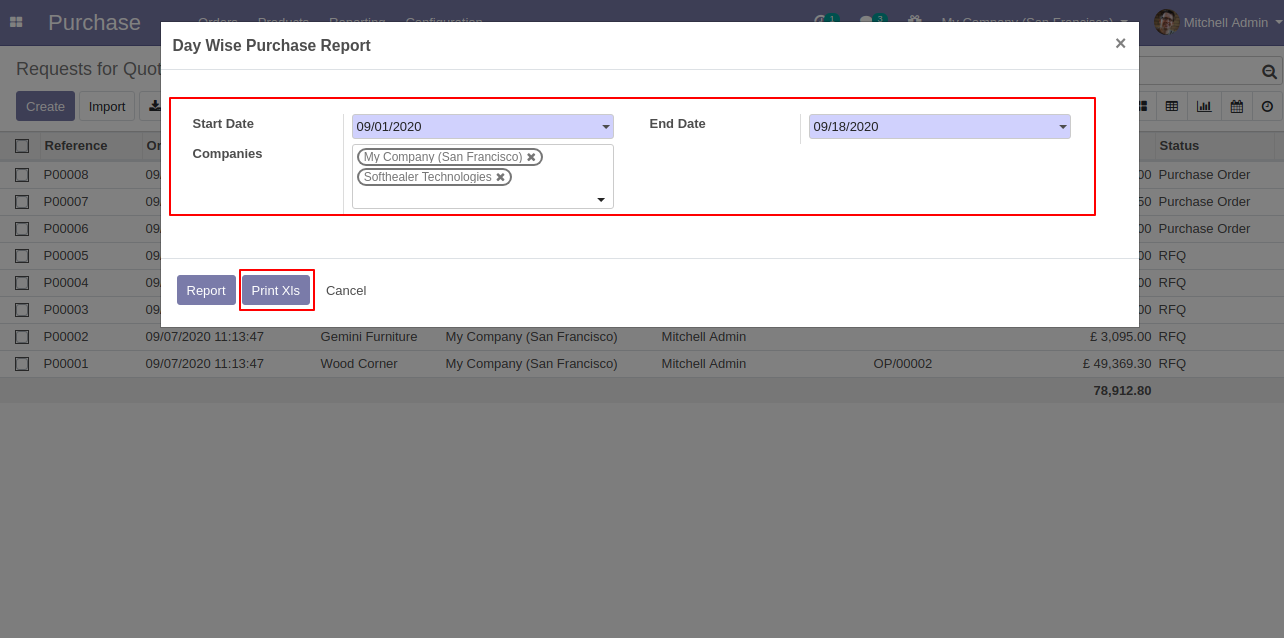 Purchase Orders Products Reporting Configuration 1 3 My Company (San Francisco) Mitchell Admin
Day Wise Purchase Report ×
Requests for Quot
Create Import
Start Date 09/01/2020 End Date 09/18/2020
Companies My Company (San Francisco) ✖
Softhealer Technologies ✖
Reference Or Status
P00008 09/ 00 Purchase Order
P00007 09/ 50 Purchase Order
P00006 09/ 00 Purchase Order
P00005 09/ 00 RFQ
P00004 09/ 00 RFQ
P00003 09/ 00 RFQ
Report Print Xls Cancel
P00002 09/07/2020 11:13:47 Gemini Furniture My Company (San Francisco) Mitchell Admin £ 3,095.00 RFQ
P00001 09/07/2020 11:13:47 Wood Corner My Company (San Francisco) Mitchell Admin OP/00002 £ 49,369.30 RFQ
78,912.80